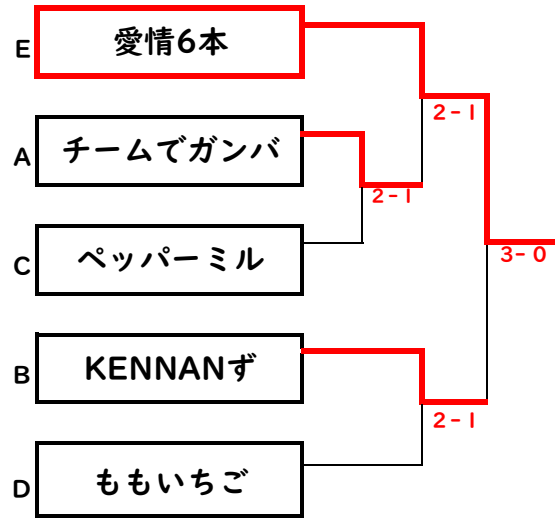 E 愛情6本
2-1
A チームでガンバ
2-1
C ペッパーミル
3-0
B KENNANず
2-1
D ももいちご